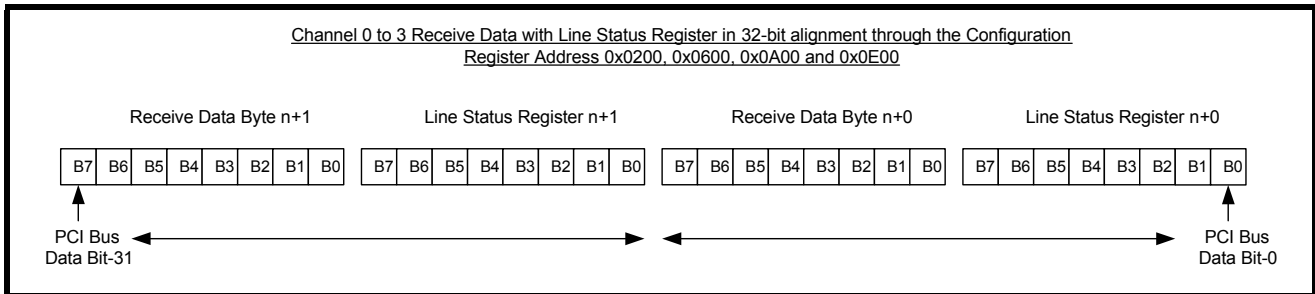 Channel 0 to 3 Receive Data with Line Status Register in 32-bit alignment through the Configuration
Register Address 0x0200, 0x0600, 0x0A00 and 0x0E00
Receive Data Byte n+1 Line Status Register n+1 Receive Data Byte n+0 Line Status Register n+0
B7 B6 B5 B4 B3 B2 B1 B0 B7 B6 B5 B4 B3 B2 B1 B0 B7 B6 B5 B4 B3 B2 B1 B0 B7 B6 B5 B4 B3 B2 B1 B0
PCI Bus PCI Bus
Data Bit-31 Data Bit-0